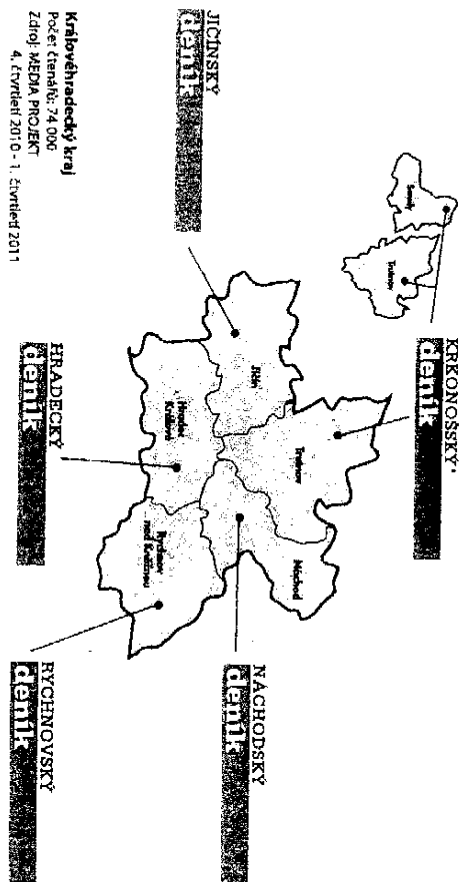 KRKONOŠSKÝ*
deník
Semily
Trutnov
JIČÍNSKÝ
deník
NÁCHODSKÝ
deník
Trutnov
Náchod
Jičín
Hradec
Králové
Rychnov
nad Kněžnou
HRADECKÝ
deník
RYCHNOVSKÝ
deník
Královéhradecký kraj
Počet čtenářů: 74 000
Zdroj: MEDIA PROJEKT
4. čtvrtletí 2010 - 1. čtvrtletí 2011